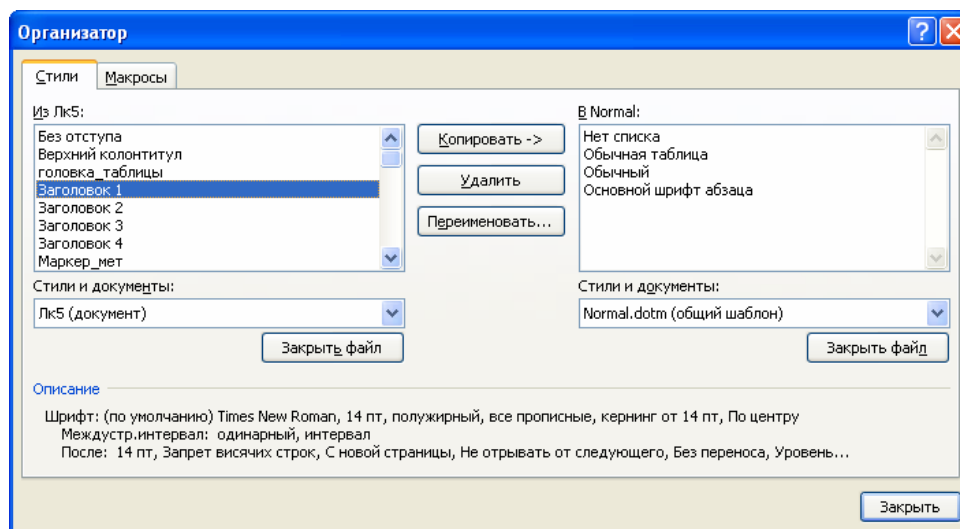 Организатор
Стили
Макросы
Из Лк5:
Без отступа
Верхний колонтитул
головка_таблицы
Заголовок 1
Заголовок 2
Заголовок 3
Заголовок 4
Маркер_мет
Копировать ->
Удалить
Переименовать...
В Normal:
Нет списка
Обычная таблица
Обычный
Основной шрифт абзаца
Стили и документы:
Лк5 (документ)
Закрыть файл
Стили и документы:
Normal.dotm (общий шаблон)
Закрыть файл
Описание
Шрифт: (по умолчанию) Times New Roman, 14 пт, полужирный, все прописные, кернинг от 14 пт, По центру
Междустр.интервал: одинарный, интервал
После: 14 пт, Запрет висячих строк, С новой страницы, Не отрывать от следующего, Без переноса, Уровень...
Закрыть